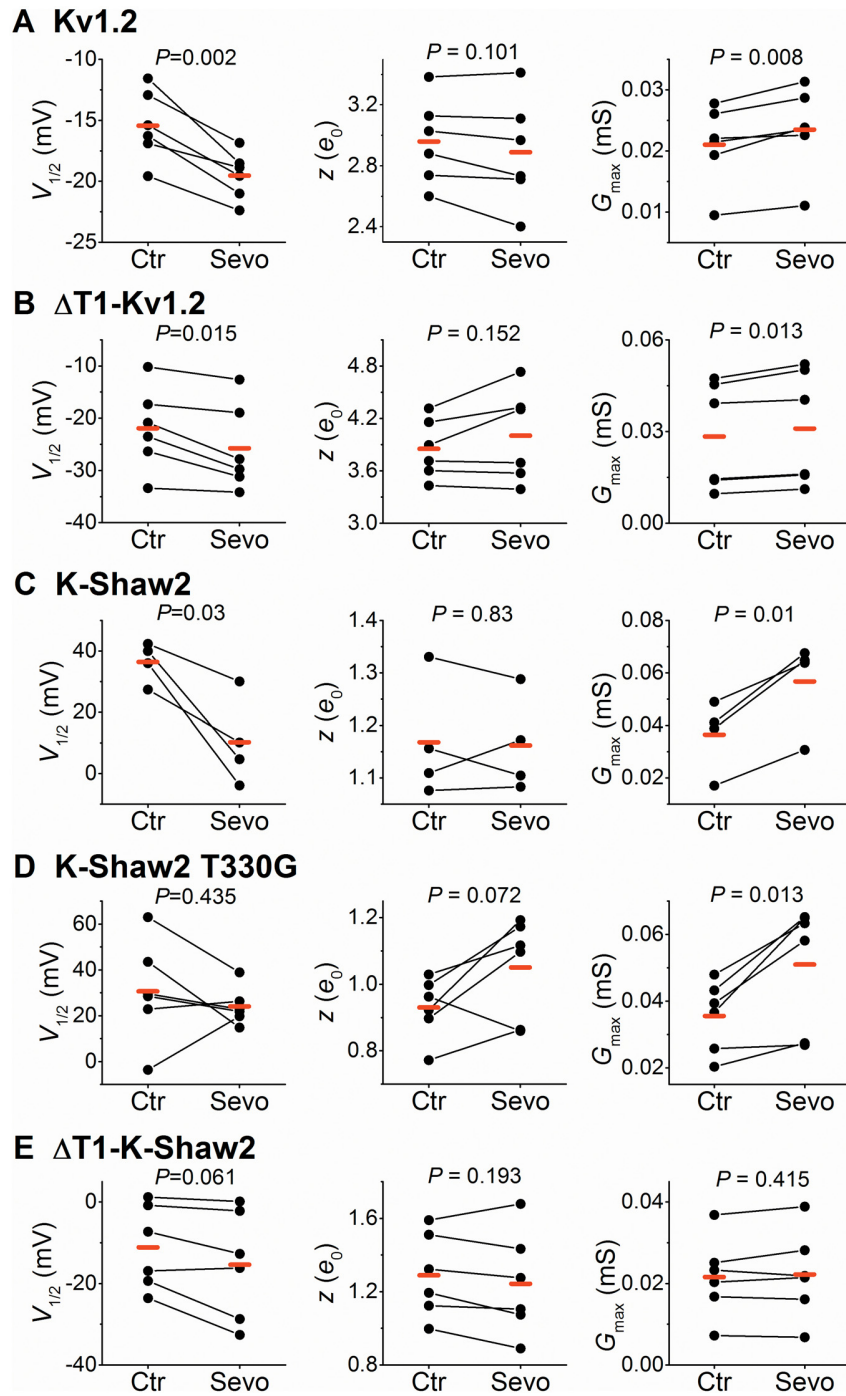 A Kv1.2
P=0.002
P = 0.101
P = 0.008
V1/2 (mV)
-10
-15
-20
-25
Ctr Sevo
z (e0)
3.2
2.8
2.4
Ctr Sevo
Gmax (mS)
0.03
0.02
0.01
Ctr Sevo
B ΔT1-Kv1.2
P=0.015
P = 0.152
P = 0.013
V1/2 (mV)
-10
-20
-30
-40
Ctr Sevo
z (e0)
4.8
4.2
3.6
3.0
Ctr Sevo
Gmax (mS)
0.06
0.03
0.00
Ctr Sevo
C K-Shaw2
P=0.03
P = 0.83
P = 0.01
V1/2 (mV)
40
20
0
Ctr Sevo
z (e0)
1.4
1.3
1.2
1.1
Ctr Sevo
Gmax (mS)
0.08
0.06
0.04
0.02
Ctr Sevo
D K-Shaw2 T330G
P=0.435
P = 0.072
P = 0.013
V1/2 (mV)
60
40
20
0
Ctr Sevo
z (e0)
1.2
1.0
0.8
Ctr Sevo
Gmax (mS)
0.06
0.04
0.02
Ctr Sevo
E ΔT1-K-Shaw2
P=0.061
P = 0.193
P = 0.415
V1/2 (mV)
0
-20
-40
Ctr Sevo
z (e0)
1.6
1.2
0.8
Ctr Sevo
Gmax (mS)
0.04
0.02
0.00
Ctr Sevo